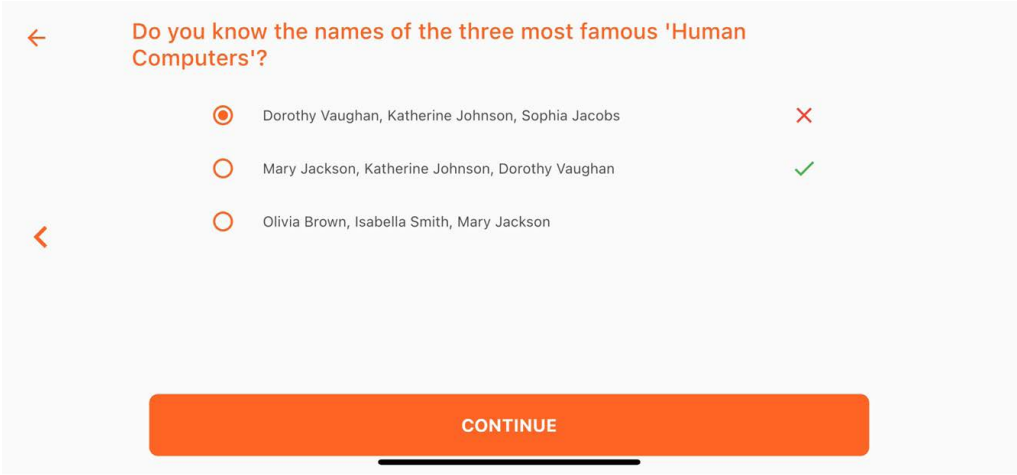 Do you know the names of the three most famous 'Human
Computers'?
Dorothy Vaughan, Katherine Johnson, Sophia Jacobs
Mary Jackson, Katherine Johnson, Dorothy Vaughan
Olivia Brown, Isabella Smith, Mary Jackson
CONTINUE